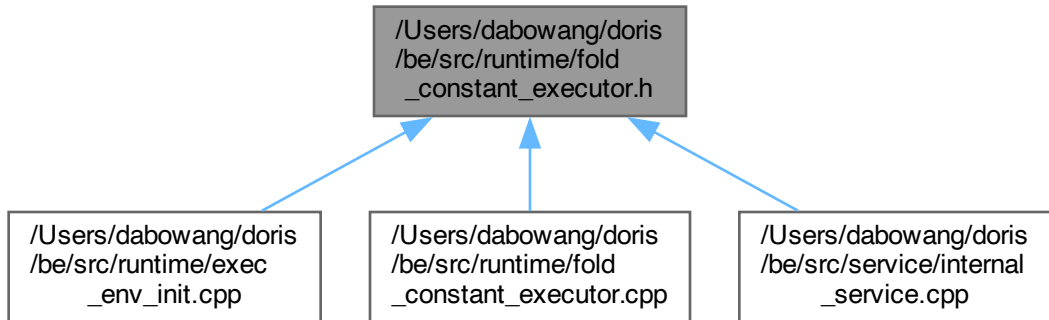 /Users/dabowang/doris
/be/src/runtime/fold
_constant_executor.h
/Users/dabowang/doris
/be/src/runtime/exec
_env_init.cpp
/Users/dabowang/doris
/be/src/runtime/fold
_constant_executor.cpp
/Users/dabowang/doris
/be/src/service/internal
_service.cpp